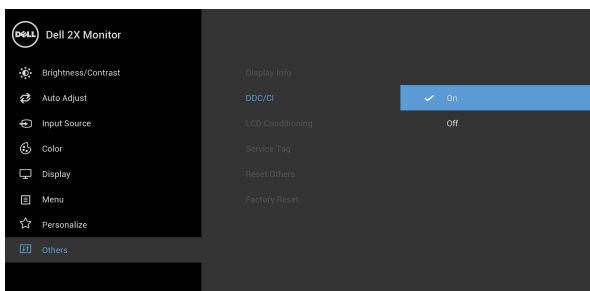 DELL
Dell 2X Monitor
Brightness/Contrast
Auto Adjust
Input Source
Color
Display
Menu
Personalize
Others
Display Info
DDC/CI
LCD Conditioning
Service Tag
Reset Others
Factory Reset
On
Off